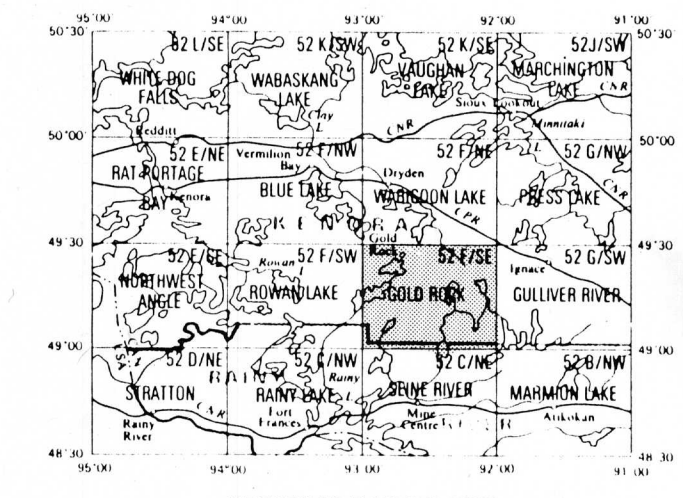 95°00' 94°00' 93°00' 92°00' 91°00'
50°30' 50°30'
52 L/SE 52 K/SW 52 K/SE 52 J/SW
WHITE DOG FALLS
WABASKANG LAKE
VAUGHAN LAKE
MARCHINGTON LAKE
Clay L.
Sioux Lookout
CNR
CNR
Minnitaki L.
50°00' 50°00'
Redditt
52 E/NE 52 F/NW 52 F/NE 52 G/NW
Vermilion Bay
Dryden
RAT PORTAGE BAY
BLUE LAKE
WABIGOON LAKE
PRESS LAKE
Kenora
CPR
KENORA
49°30' 49°30'
Gold Rock
52 E/SE 52 F/SW 52 F/SE 52 G/SW
Rowan L
Ignace
NORTHWEST ANGLE
ROWAN LAKE
GOLD ROCK
GULLIVER RIVER
49°00' 49°00'
USA
52 D/NE 52 C/NW 52 C/NE 52 B/NW
RAINY
STRATTON
RAINY LAKE
Rainy L.
SEINE RIVER
MARMION LAKE
CNR
Rainy River
Fort Frances
Mine Centre
Atikokan
48°30' 48°30'
95°00' 94°00' 93°00' 92°00' 91°00'